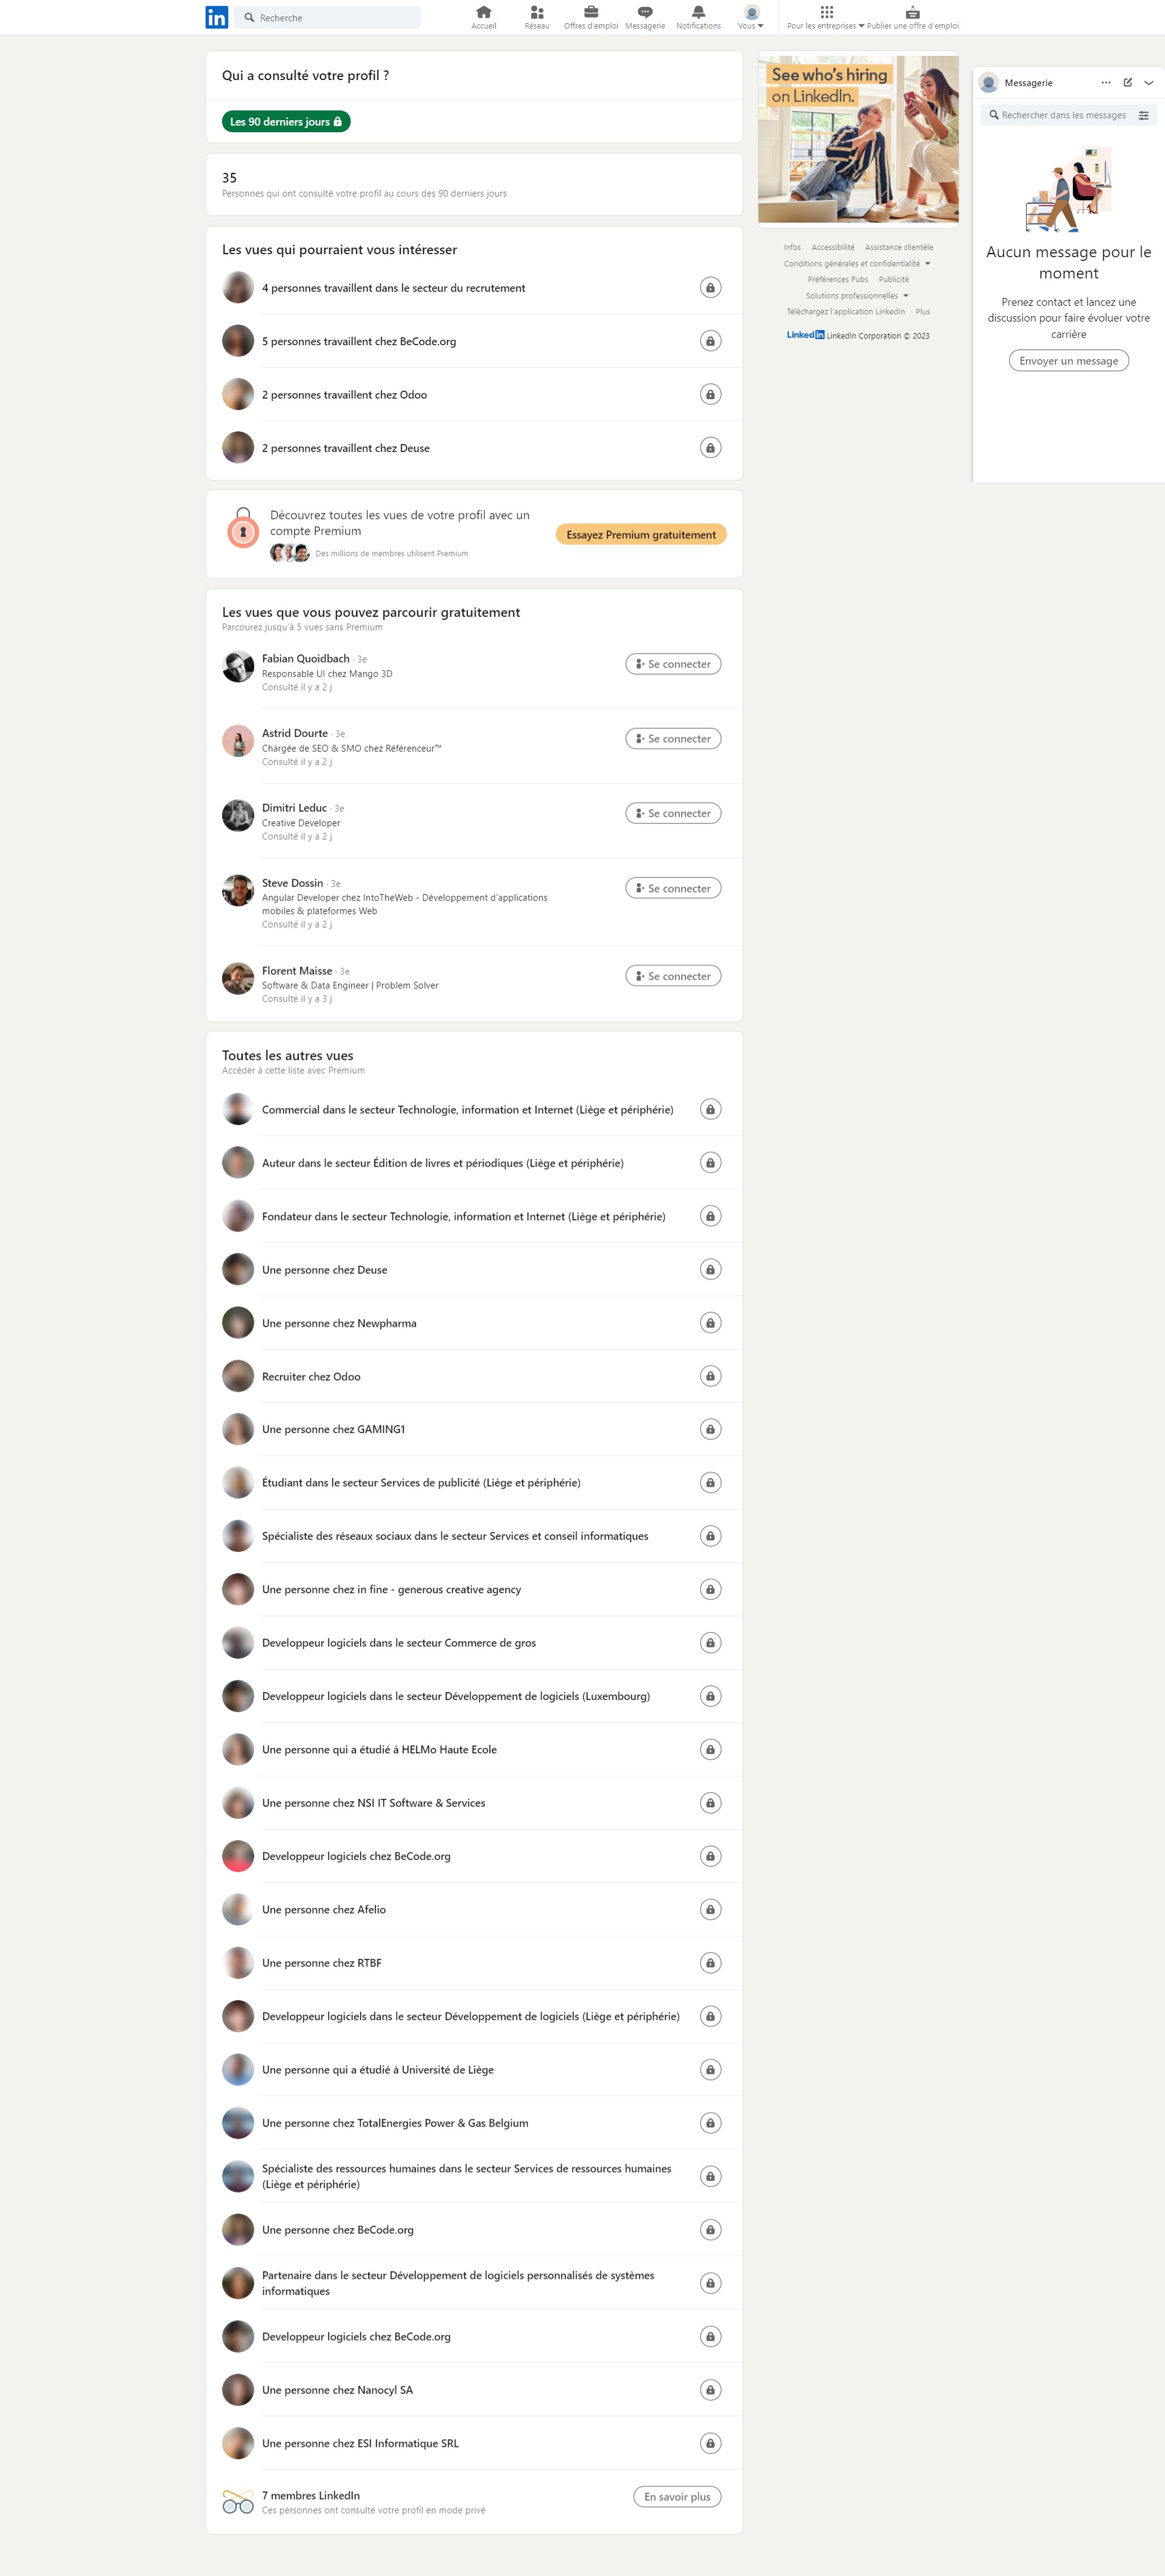 in
Recherche
Accueil
Réseau
Offres d'emploi
Messagerie
Notifications
Vous
Pour les entreprises
Publier une offre d'emploi
Qui a consulté votre profil ?
Les 90 derniers jours
35
Personnes qui ont consulté votre profil au cours des 90 derniers jours
Les vues qui pourraient vous intéresser
4 personnes travaillent dans le secteur du recrutement
5 personnes travaillent chez BeCode.org
2 personnes travaillent chez Odoo
2 personnes travaillent chez Deuse
Découvrez toutes les vues de votre profil avec un
compte Premium
Des millions de membres utilisent Premium
Essayez Premium gratuitement
Les vues que vous pouvez parcourir gratuitement
Parcourez jusqu'à 5 vues sans Premium
Fabian Quoidbach · 3e
Responsable UI chez Mango 3D
Consulté il y a 2 j
Se connecter
Astrid Dourte · 3e
Chargée de SEO & SMO chez Référenceur™
Consulté il y a 2 j
Se connecter
Dimitri Leduc · 3e
Creative Developer
Consulté il y a 2 j
Se connecter
Steve Dossin · 3e
Angular Developer chez IntoTheWeb - Développement d'applications
mobiles & plateformes Web
Consulté il y a 2 j
Se connecter
Florent Maisse · 3e
Software & Data Engineer | Problem Solver
Consulté il y a 3 j
Se connecter
Toutes les autres vues
Accéder à cette liste avec Premium
Commercial dans le secteur Technologie, information et Internet (Liège et périphérie)
Auteur dans le secteur Édition de livres et périodiques (Liège et périphérie)
Fondateur dans le secteur Technologie, information et Internet (Liège et périphérie)
Une personne chez Deuse
Une personne chez Newpharma
Recruiter chez Odoo
Une personne chez GAMING1
Étudiant dans le secteur Services de publicité (Liège et périphérie)
Spécialiste des réseaux sociaux dans le secteur Services et conseil informatiques
Une personne chez in fine - generous creative agency
Developpeur logiciels dans le secteur Commerce de gros
Developpeur logiciels dans le secteur Développement de logiciels (Luxembourg)
Une personne qui a étudié à HELMo Haute Ecole
Une personne chez NSI IT Software & Services
Developpeur logiciels chez BeCode.org
Une personne chez Afelio
Une personne chez RTBF
Developpeur logiciels dans le secteur Développement de logiciels (Liège et périphérie)
Une personne qui a étudié à Université de Liège
Une personne chez TotalEnergies Power & Gas Belgium
Spécialiste des ressources humaines dans le secteur Services de ressources humaines
(Liège et périphérie)
Une personne chez BeCode.org
Partenaire dans le secteur Développement de logiciels personnalisés de systèmes
informatiques
Developpeur logiciels chez BeCode.org
Une personne chez Nanocyl SA
Une personne chez ESI Informatique SRL
7 membres LinkedIn
Ces personnes ont consulté votre profil en mode privé
En savoir plus
See who's hiring
on LinkedIn.
Infos Accessibilité Assistance clientèle
Conditions générales et confidentialité
Préférences Pubs Publicité
Solutions professionnelles
Téléchargez l'application LinkedIn Plus
LinkedIn LinkedIn Corporation © 2023
Messagerie
Rechercher dans les messages
Aucun message pour le
moment
Prenez contact et lancez une
discussion pour faire évoluer votre
carrière
Envoyer un message